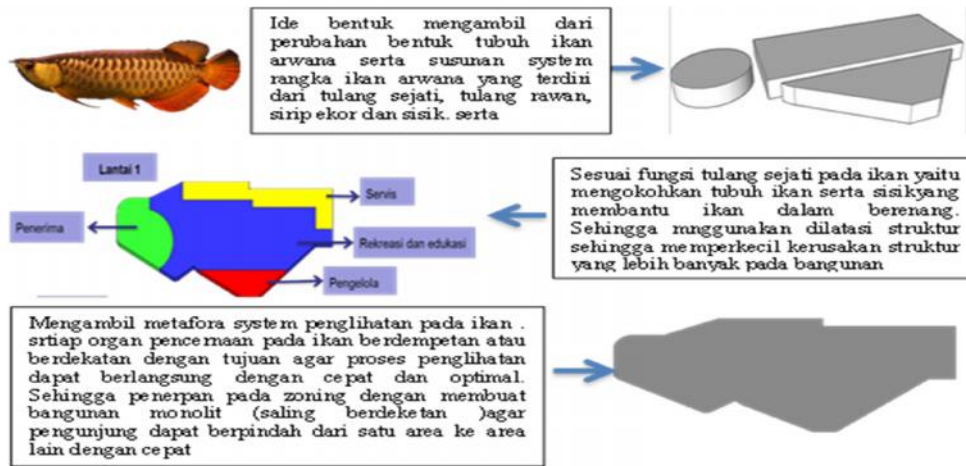 Ide bentuk mengambil dari
perubahan bentuk tubuh ikan
arwana serta susunan system
rangka ikan arwana yang terdiri
dari tulang sejati, tulang rawan,
sirip ekor dan sisik. serta
Lantai 1
Servis
Penerima
Rekreasi dan edukasi
Pengelola
Sesuai fungsi tulang sejati pada ikan yaitu
mengokohkan tubuh ikan serta sisikyang
membantu ikan dalam berenang.
Sehingga mnggunakan dilatasi struktur
sehingga memperkecil kerusakan struktur
yang lebih banyak pada bangunan
Mengambil metafora system penglihatan pada ikan .
srtiap organ pencernaan pada ikan berdempetan atau
berdekatan dengan tujuan agar proses penglihatan
dapat berlangsung dengan cepat dan optimal.
Sehingga penerpan pada zoning dengan membuat
bangunan monolit (saling berdeketan )agar
pengunjung dapat berpindah dari satu area ke area
lain dengan cepat